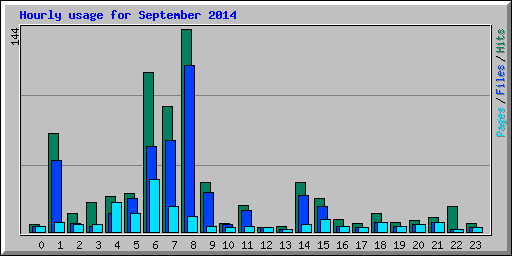 Hourly usage for September 2014
144
Pages/Files/Hits
0 1 2 3 4 5 6 7 8 9 10 11 12 13 14 15 16 17 18 19 20 21 22 23